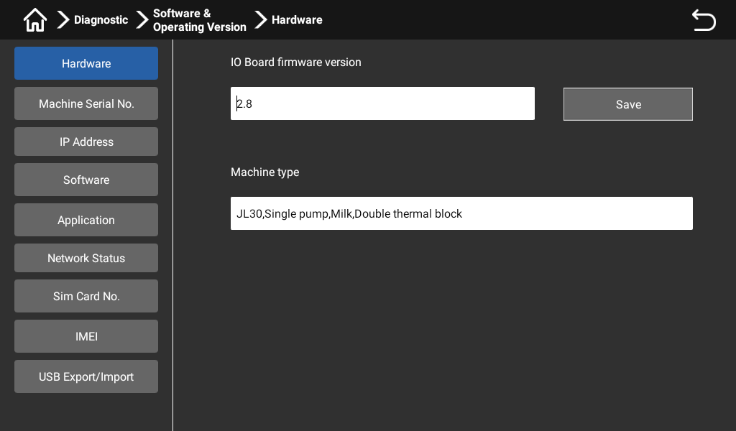 Diagnostic
Software &
Operating Version
Hardware
Hardware
Machine Serial No.
IP Address
Software
Application
Network Status
Sim Card No.
IMEI
USB Export/Import
IO Board firmware version
2.8
Save
Machine type
JL30,Single pump,Milk,Double thermal block